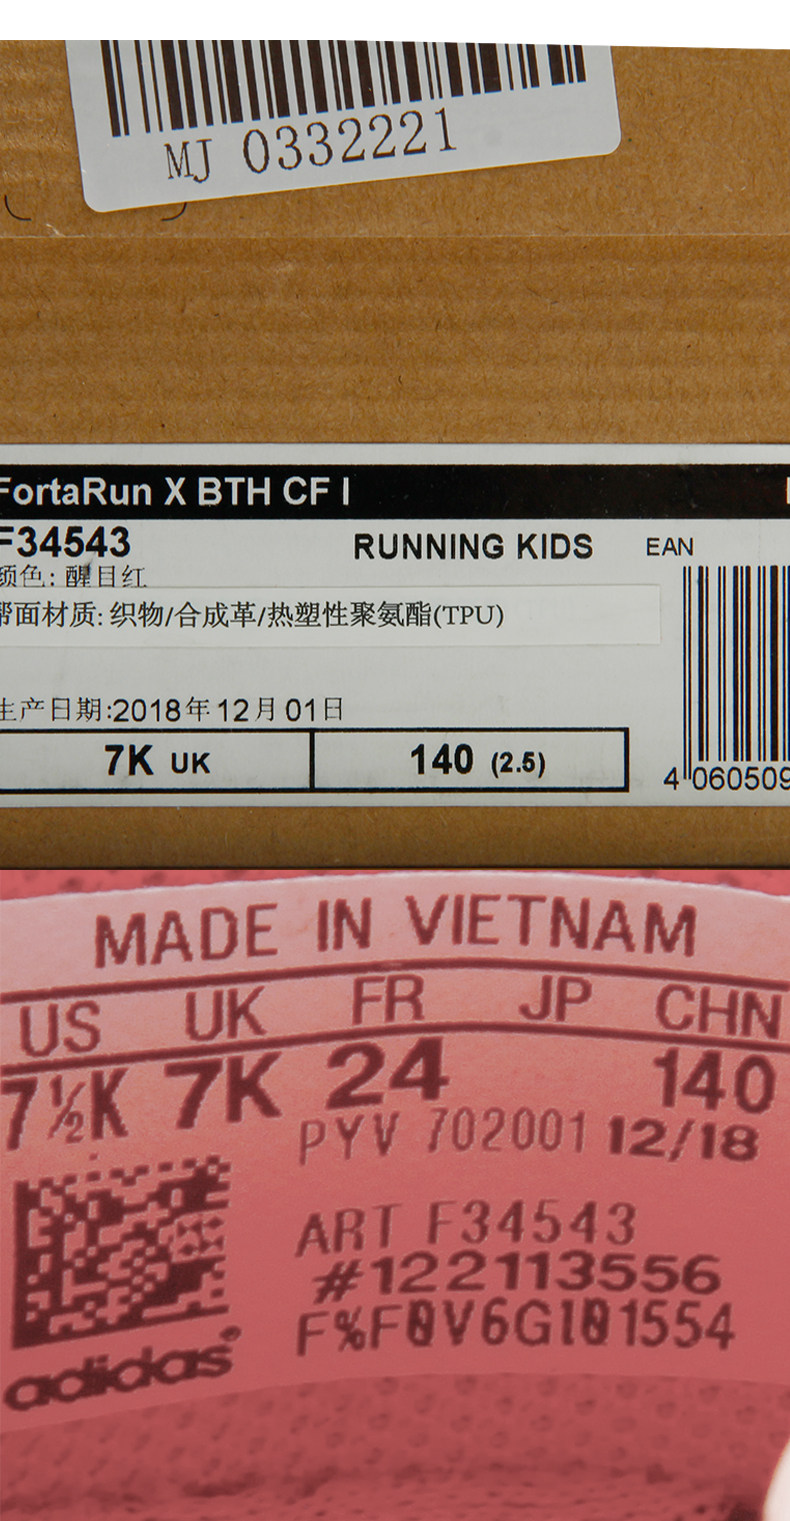 MJ 0332221
FortaRun X BTH CF I
F34543
RUNNING KIDS
EAN
颜色: 醒目红
帮面材质: 织物/合成革/热塑性聚氨酯(TPU)
生产日期:2018年12月01日
7K UK
140 (2.5)
4 060509
MADE IN VIETNAM
US UK FR JP CHN
7½K 7K 24 140
PYV 702001 12/18
ART F34543
#122113556
F%F0V6G101554
adidas